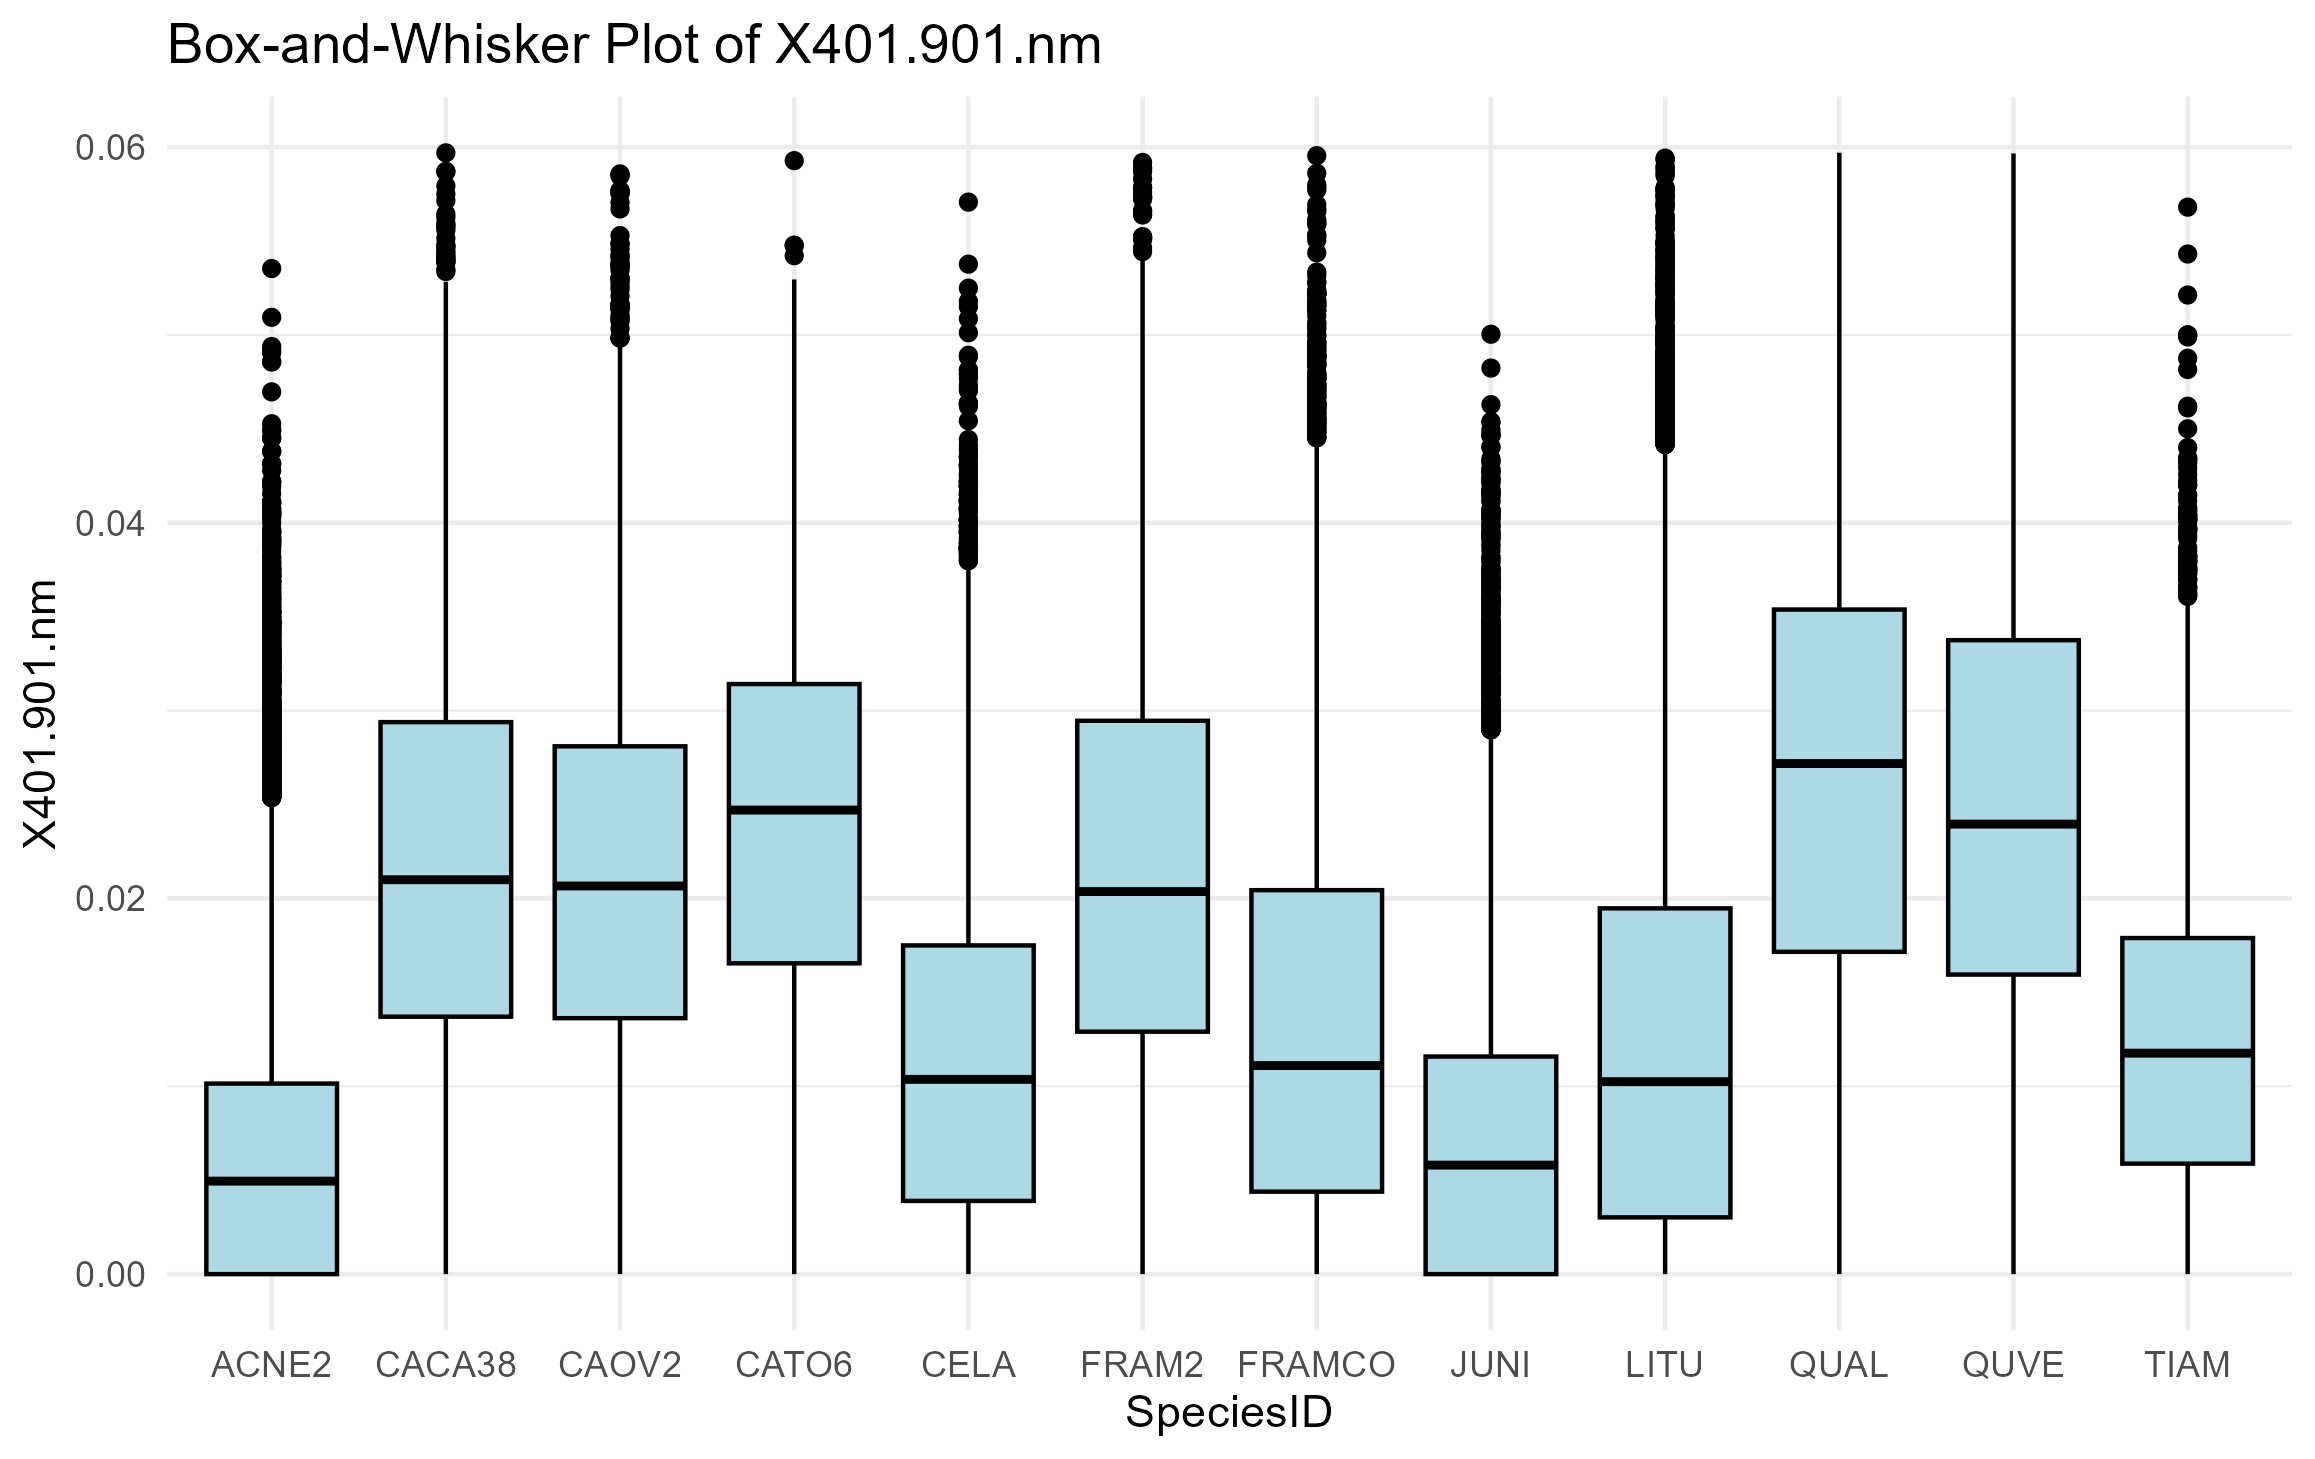 Box-and-Whisker Plot of X401.901.nm
X401.901.nm
0.06
0.04
0.02
0.00
ACNE2 CACA38 CAOV2 CATO6 CELA FRAM2 FRAMCO JUNI LITU QUAL QUVE TIAM
SpeciesID